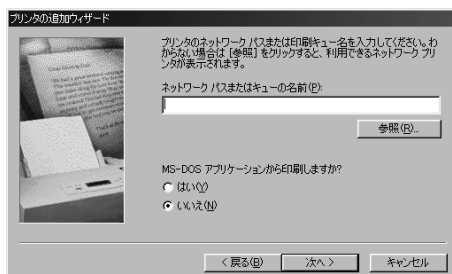 プリンタの追加ウィザード
プリンタのネットワーク パスまたは印刷キュー名を入力してください。わ
からない場合は [参照] をクリックすると、利用できるネットワーク プリ
ンタが表示されます。
ネットワーク パスまたはキューの名前(P):
参照(R)...
MS-DOS アプリケーションから印刷しますか?
はい(Y)
いいえ(N)
< 戻る(B)
次へ >
キャンセル